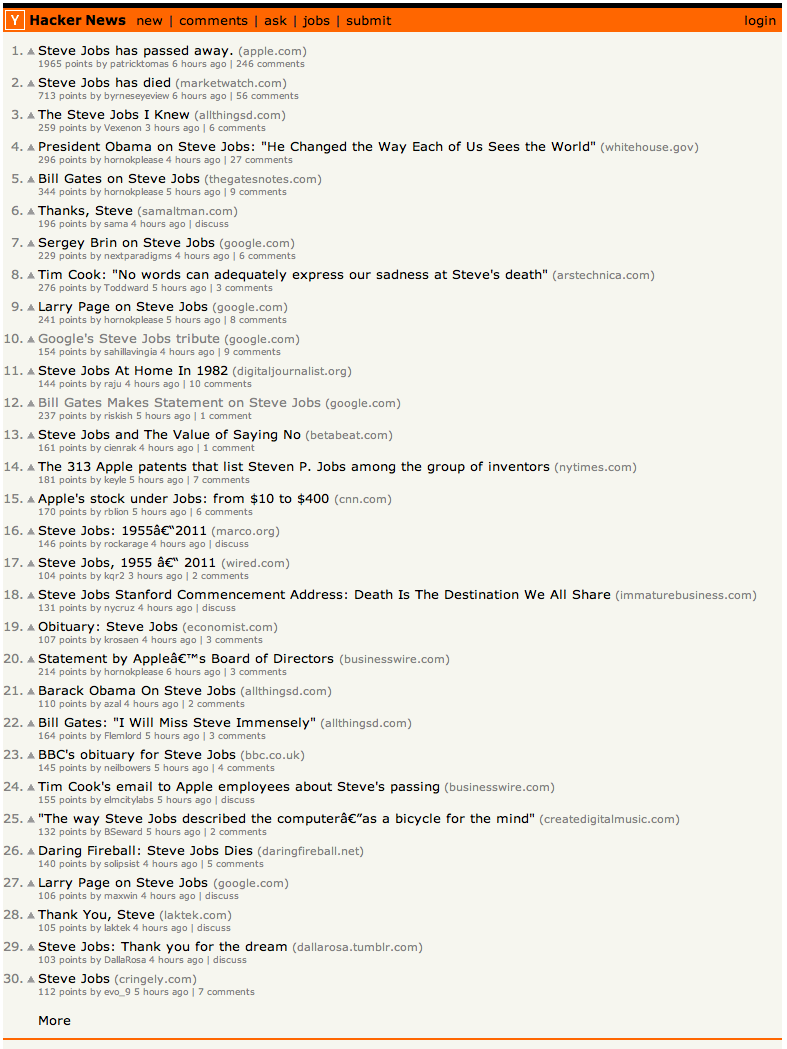 Y Hacker News new | comments | ask | jobs | submit login
1. Steve Jobs has passed away. (apple.com)
1965 points by patricktomas 6 hours ago | 246 comments
2. Steve Jobs has died (marketwatch.com)
713 points by byrneseyeview 6 hours ago | 56 comments
3. The Steve Jobs I Knew (allthingsd.com)
259 points by Vexenon 3 hours ago | 6 comments
4. President Obama on Steve Jobs: "He Changed the Way Each of Us Sees the World" (whitehouse.gov)
296 points by hornokplease 4 hours ago | 27 comments
5. Bill Gates on Steve Jobs (thegatesnotes.com)
344 points by hornokplease 5 hours ago | 9 comments
6. Thanks, Steve (samaltman.com)
196 points by sama 4 hours ago | discuss
7. Sergey Brin on Steve Jobs (google.com)
229 points by nextparadigms 4 hours ago | 6 comments
8. Tim Cook: "No words can adequately express our sadness at Steve's death" (arstechnica.com)
276 points by Toddward 5 hours ago | 3 comments
9. Larry Page on Steve Jobs (google.com)
241 points by hornokplease 5 hours ago | 8 comments
10. Google's Steve Jobs tribute (google.com)
154 points by sahillavingia 4 hours ago | 9 comments
11. Steve Jobs At Home In 1982 (digitaljournalist.org)
144 points by raju 4 hours ago | 10 comments
12. Bill Gates Makes Statement on Steve Jobs (google.com)
237 points by riskish 5 hours ago | 1 comment
13. Steve Jobs and The Value of Saying No (betabeat.com)
161 points by cienrak 4 hours ago | 1 comment
14. The 313 Apple patents that list Steven P. Jobs among the group of inventors (nytimes.com)
181 points by keyle 5 hours ago | 7 comments
15. Apple's stock under Jobs: from $10 to $400 (cnn.com)
170 points by rblion 5 hours ago | 6 comments
16. Steve Jobs: 1955â€“2011 (marco.org)
146 points by rockarage 4 hours ago | discuss
17. Steve Jobs, 1955 â€“ 2011 (wired.com)
104 points by kqr2 3 hours ago | 2 comments
18. Steve Jobs Stanford Commencement Address: Death Is The Destination We All Share (immaturebusiness.com)
131 points by nycruz 4 hours ago | discuss
19. Obituary: Steve Jobs (economist.com)
107 points by krosaen 4 hours ago | 3 comments
20. Statement by Appleâ€™s Board of Directors (businesswire.com)
214 points by hornokplease 6 hours ago | 3 comments
21. Barack Obama On Steve Jobs (allthingsd.com)
110 points by azal 4 hours ago | 2 comments
22. Bill Gates: "I Will Miss Steve Immensely" (allthingsd.com)
164 points by Flemlord 5 hours ago | 3 comments
23. BBC's obituary for Steve Jobs (bbc.co.uk)
145 points by neilbowers 5 hours ago | 4 comments
24. Tim Cook's email to Apple employees about Steve's passing (businesswire.com)
155 points by elmcitylabs 5 hours ago | discuss
25. "The way Steve Jobs described the computerâ€”as a bicycle for the mind" (createdigitalmusic.com)
132 points by BSeward 5 hours ago | 2 comments
26. Daring Fireball: Steve Jobs Dies (daringfireball.net)
140 points by solipsist 4 hours ago | 5 comments
27. Larry Page on Steve Jobs (google.com)
106 points by maxwin 4 hours ago | discuss
28. Thank You, Steve (laktek.com)
105 points by laktek 4 hours ago | discuss
29. Steve Jobs: Thank you for the dream (dallarosa.tumblr.com)
103 points by DallaRosa 4 hours ago | discuss
30. Steve Jobs (cringely.com)
112 points by evo_9 5 hours ago | 7 comments
More